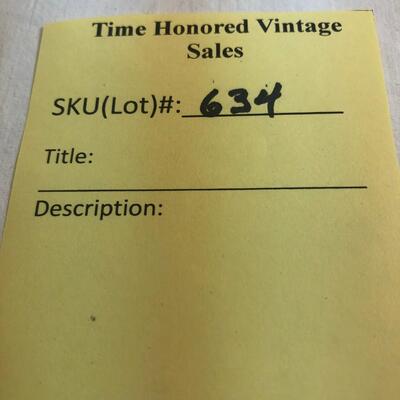 Time Honored Vintage
Sales
SKU(Lot)#: 634
Title:
Description: